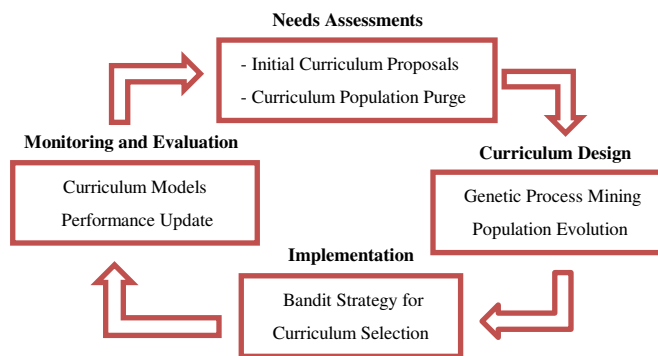 Needs Assessments
- Initial Curriculum Proposals
- Curriculum Population Purge
Monitoring and Evaluation
Curriculum Models
Performance Update
Curriculum Design
Genetic Process Mining
Population Evolution
Implementation
Bandit Strategy for
Curriculum Selection